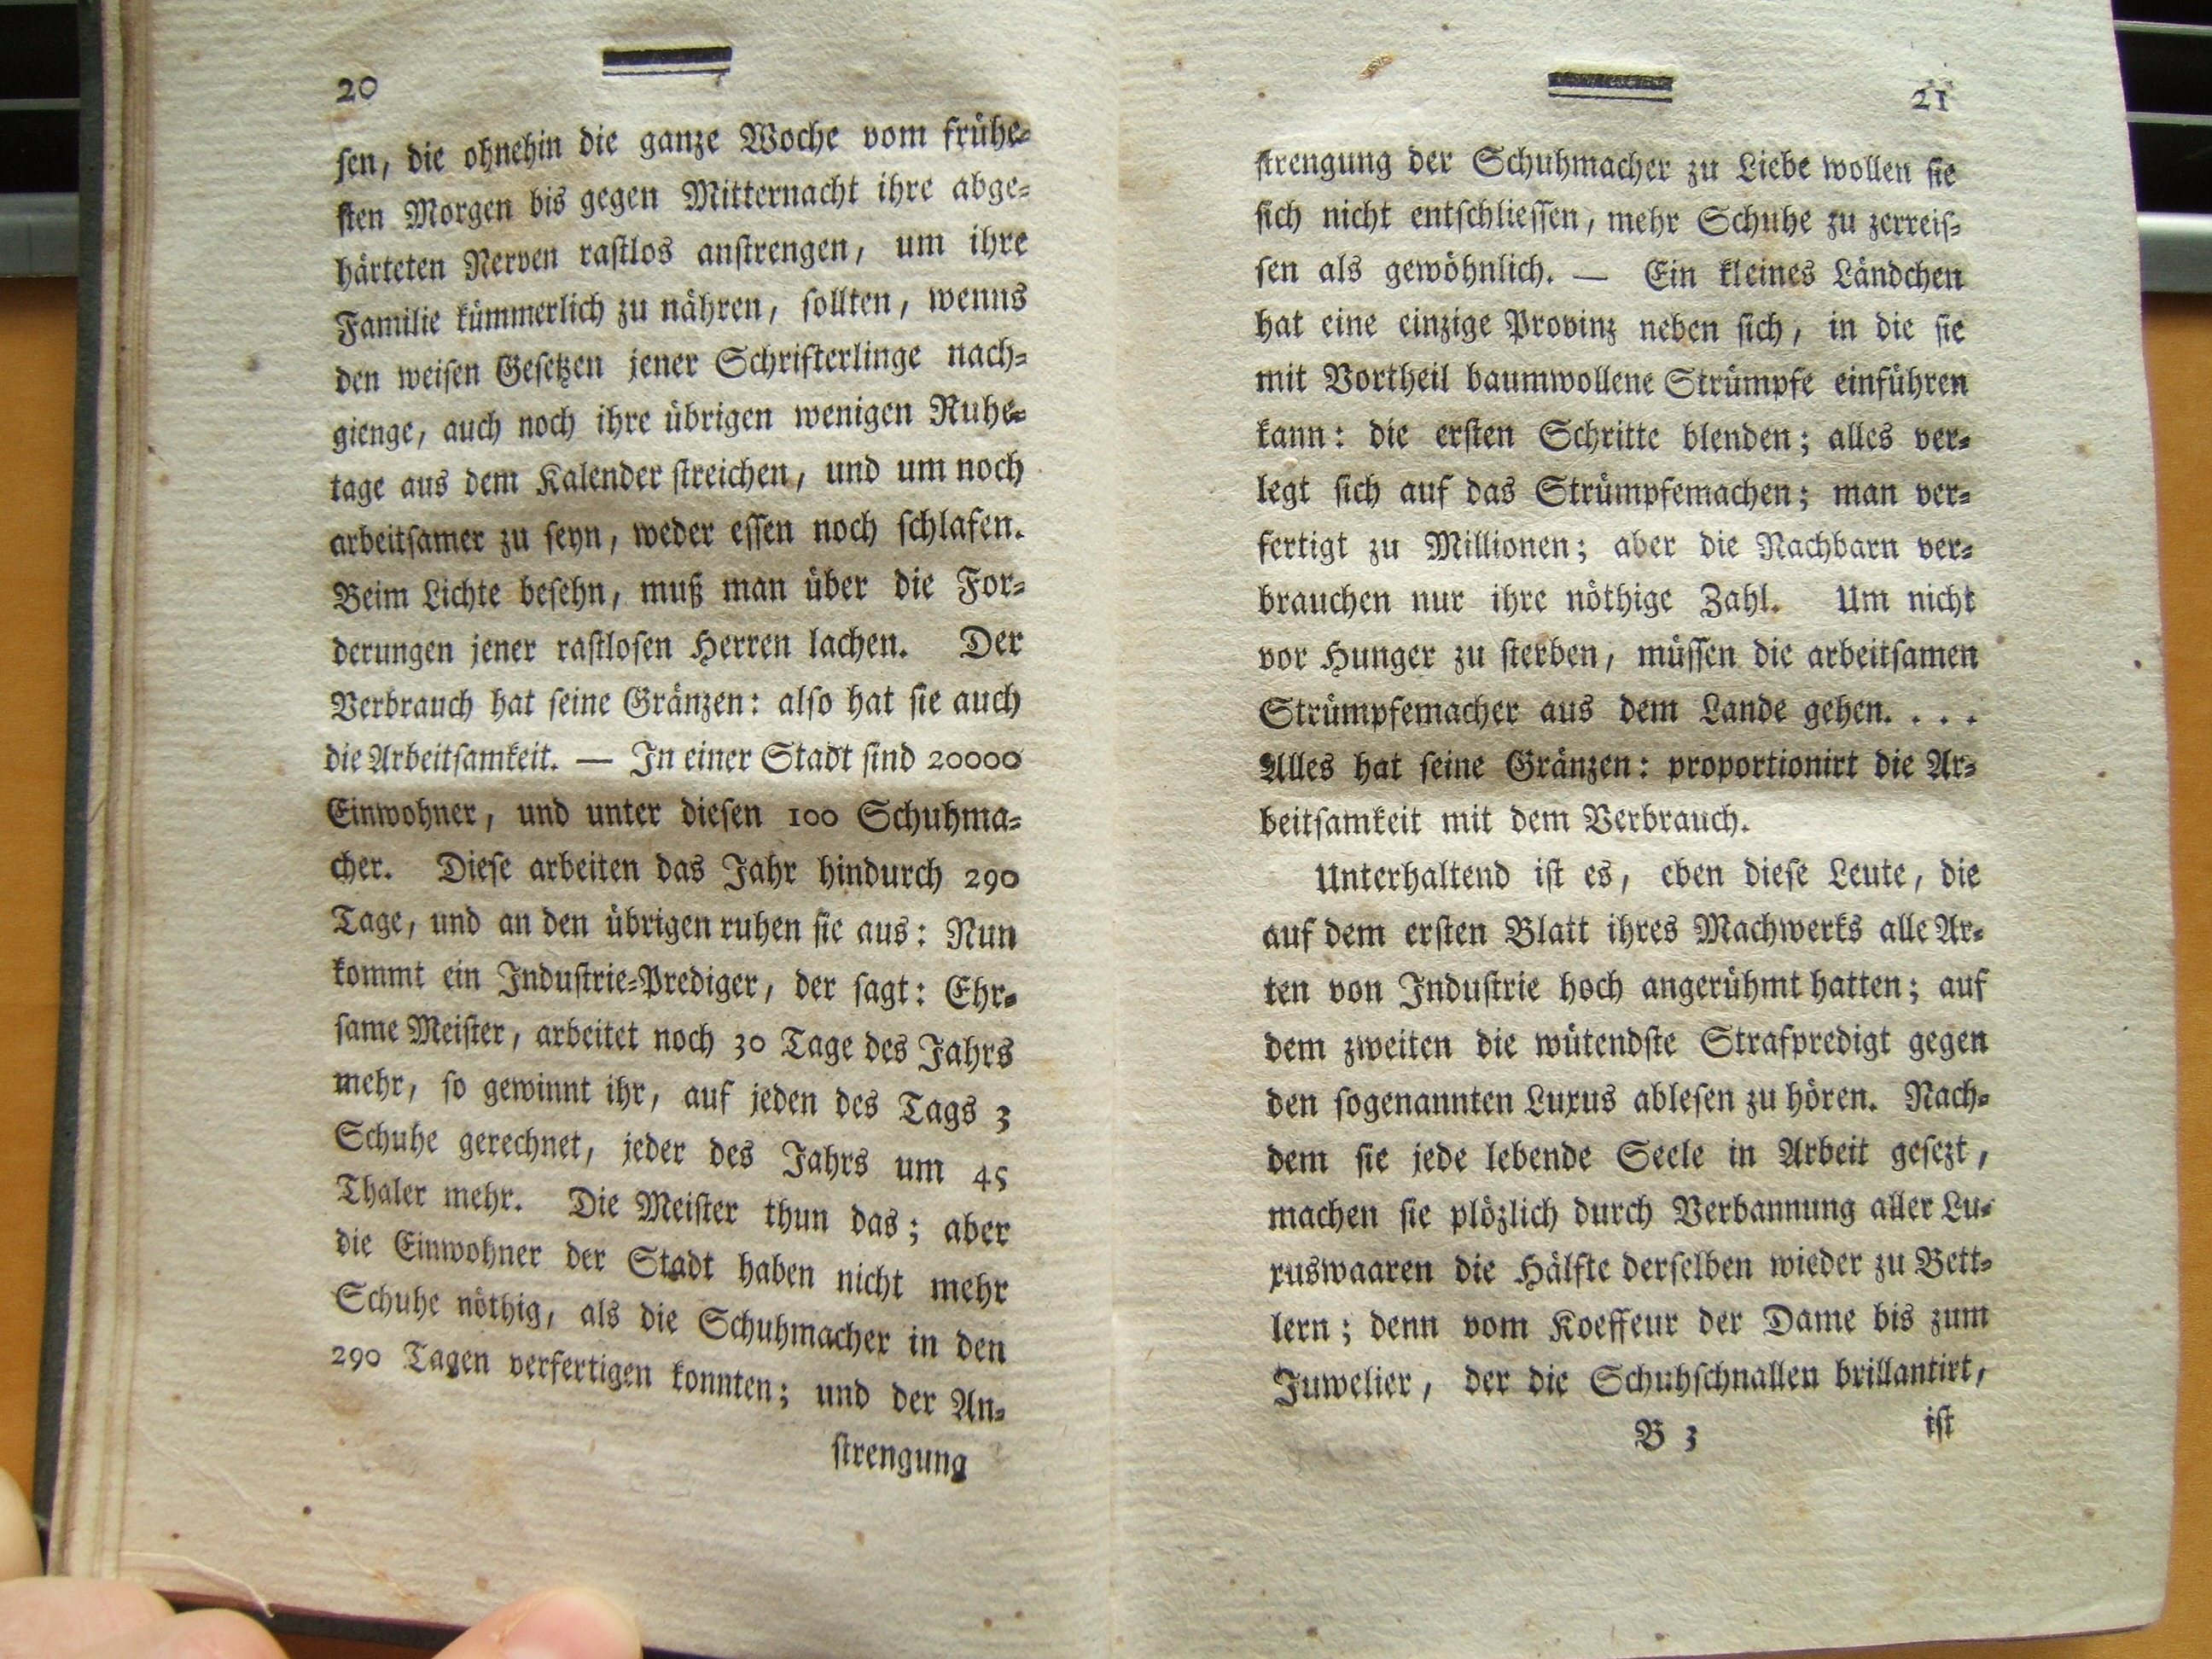 20
sen, die ohnehin die ganze Woche vom frühe-
sten Morgen bis gegen Mitternacht ihre abge-
härteten Nerven rastlos anstrengen, um ihre
Familie kümmerlich zu nähren, sollten, wenns
den weisen Gesetzen jener Schrifterlinge nach-
gienge, auch noch ihre übrigen wenigen Ruhe-
tage aus dem Kalender streichen, und um noch
arbeitsamer zu seyn, weder essen noch schlafen.
Beim Lichte besehn, muß man über die For-
derungen jener rastlosen Herren lachen. Der
Verbrauch hat seine Gränzen: also hat sie auch
die Arbeitsamkeit. — In einer Stadt sind 20000
Einwohner, und unter diesen 100 Schuhma-
cher. Diese arbeiten das Jahr hindurch 290
Tage, und an den übrigen ruhen sie aus: Nun
kommt ein Industrie-Prediger, der sagt: Ehr-
same Meister, arbeitet noch 30 Tage des Jahrs
mehr, so gewinnt ihr, auf jeden des Tags 3
Schuhe gerechnet, jeder des Jahrs um 45
Thaler mehr. Die Meister thun das; aber
die Einwohner der Stadt haben nicht mehr
Schuhe nöthig, als die Schuhmacher in den
290 Tagen verfertigen konnten; und der An-
strengung
21
strengung der Schuhmacher zu Liebe wollen sie
sich nicht entschliessen, mehr Schuhe zu zerreis-
sen als gewöhnlich. — Ein kleines Ländchen
hat eine einzige Provinz neben sich, in die sie
mit Vortheil baumwollene Strümpfe einführen
kann: die ersten Schritte blenden; alles ver-
legt sich auf das Strümpfemachen; man ver-
fertigt zu Millionen; aber die Nachbarn ver-
brauchen nur ihre nöthige Zahl. Um nicht
vor Hunger zu sterben, müssen die arbeitsamen
Strümpfemacher aus dem Lande gehen. . . .
Alles hat seine Gränzen: proportionirt die Ar-
beitsamkeit mit dem Verbrauch.
Unterhaltend ist es, eben diese Leute, die
auf dem ersten Blatt ihres Machwerks alle Ar-
ten von Industrie hoch angerühmt hatten; auf
dem zweiten die wütendste Strafpredigt gegen
den sogenannten Luxus ablesen zu hören. Nach-
dem sie jede lebende Seele in Arbeit gesezt,
machen sie plözlich durch Verbannung aller Lu-
xuswaaren die Hälfte derselben wieder zu Bett-
lern; denn vom Koeffeur der Dame bis zum
Juwelier, der die Schuhschnallen brillantirt,
B 3
ist